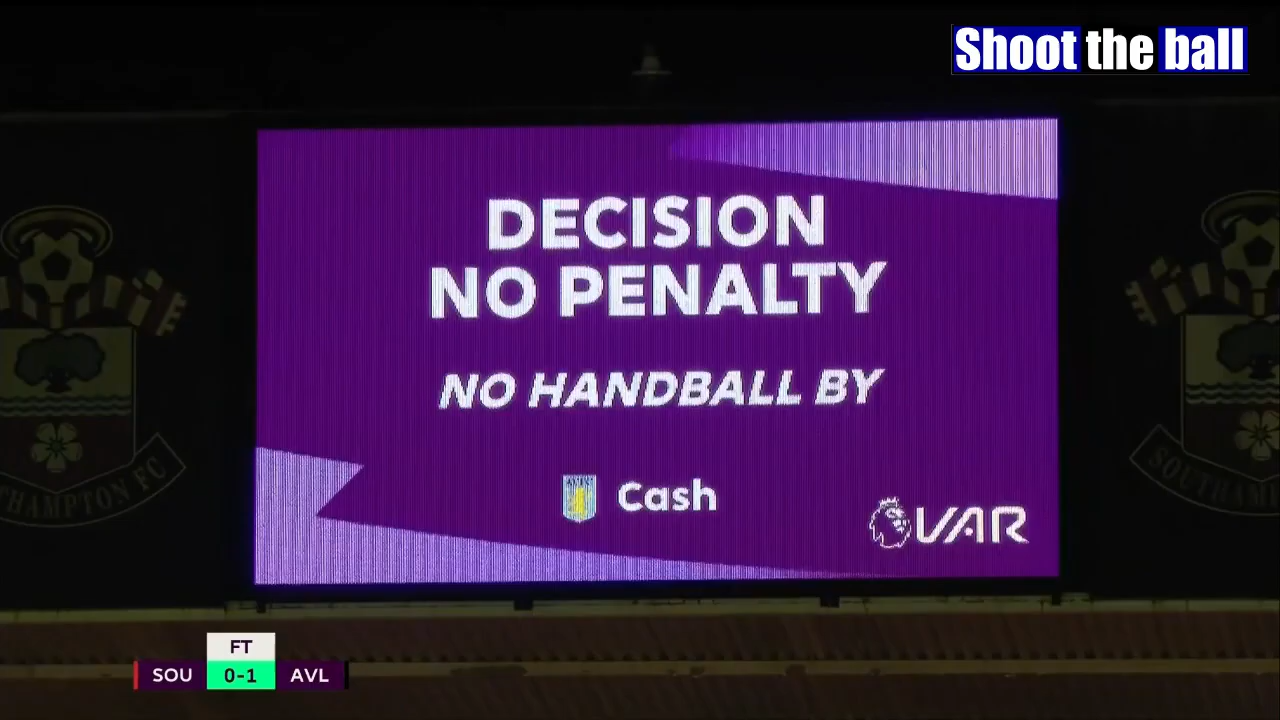 Shoot the ball
DECISION
NO PENALTY
NO HANDBALL BY
Cash
VAR
FT
SOU 0-1 AVL